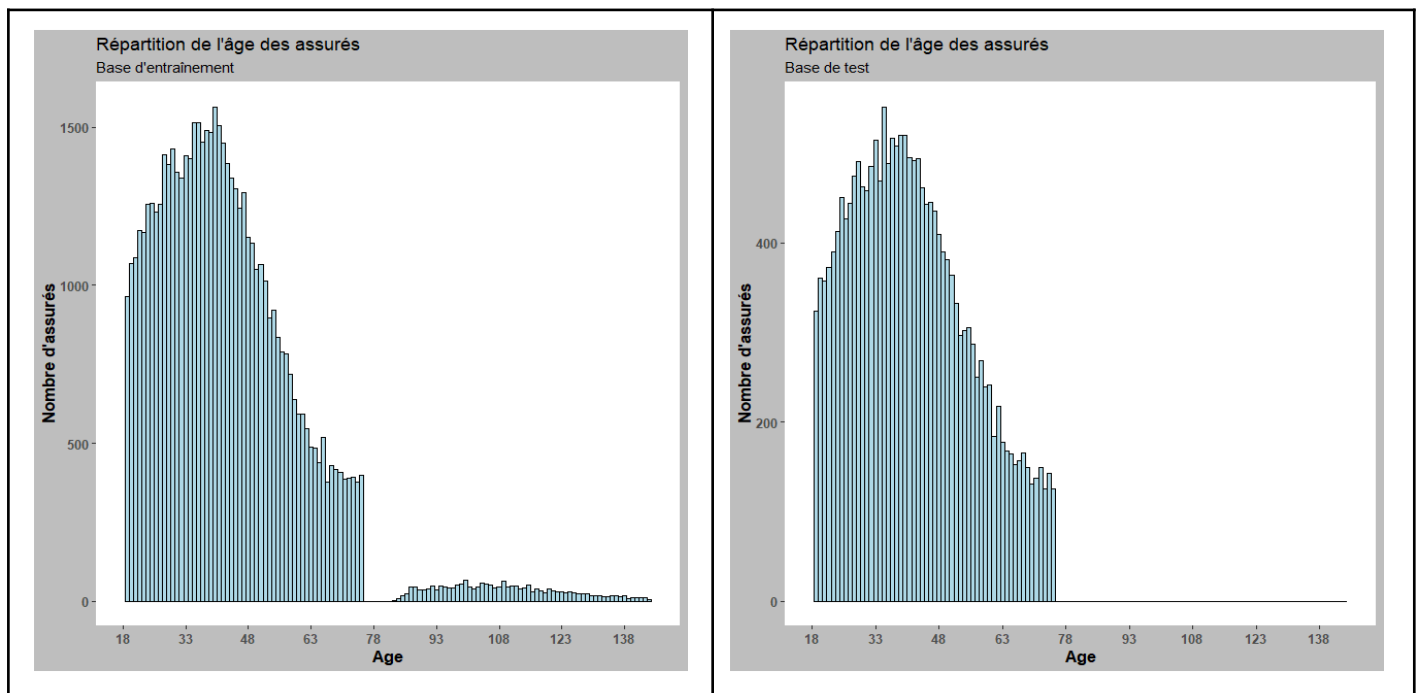 Répartition de l'âge des assurés
Base d'entraînement
Nombre d'assurés
1500
1000
500
0
18 33 48 63 78 93 108 123 138
Age
Répartition de l'âge des assurés
Base de test
Nombre d'assurés
400
200
0
18 33 48 63 78 93 108 123 138
Age